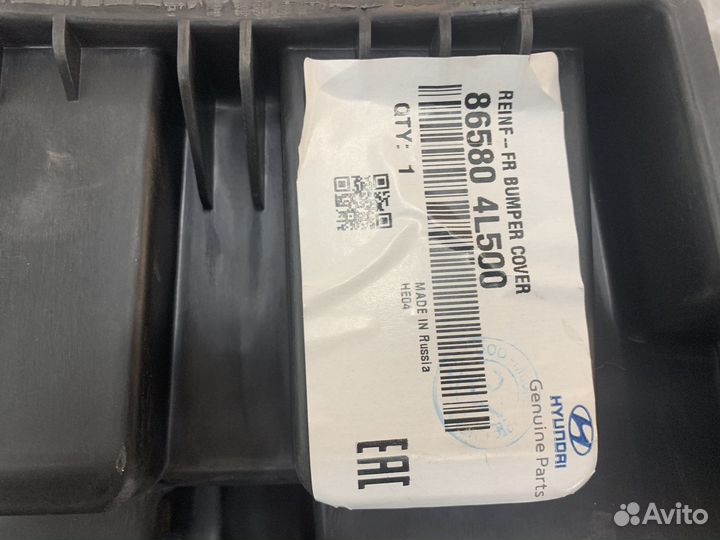 REINF-FR BUMPER COVER
86580 4L500
QTY: 1
MADE IN Russia
HE04
HYUNDAI
Genuine Parts
EAC
Avito